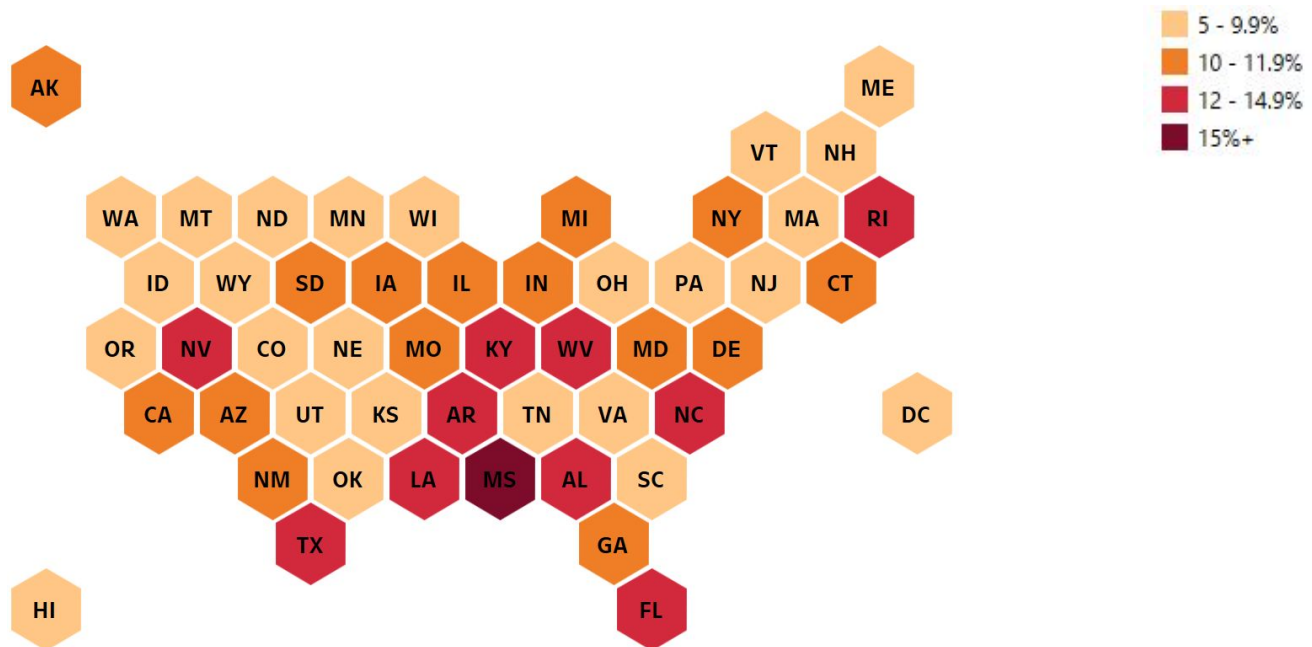 5 - 9.9%
10 - 11.9%
12 - 14.9%
15%+
AK
ME
VT NH
WA MT ND MN WI MI NY MA RI
ID WY SD IA IL IN OH PA NJ CT
OR NV CO NE MO KY WV MD DE
CA AZ UT KS AR TN VA NC DC
NM OK LA MS AL SC
TX GA
HI FL